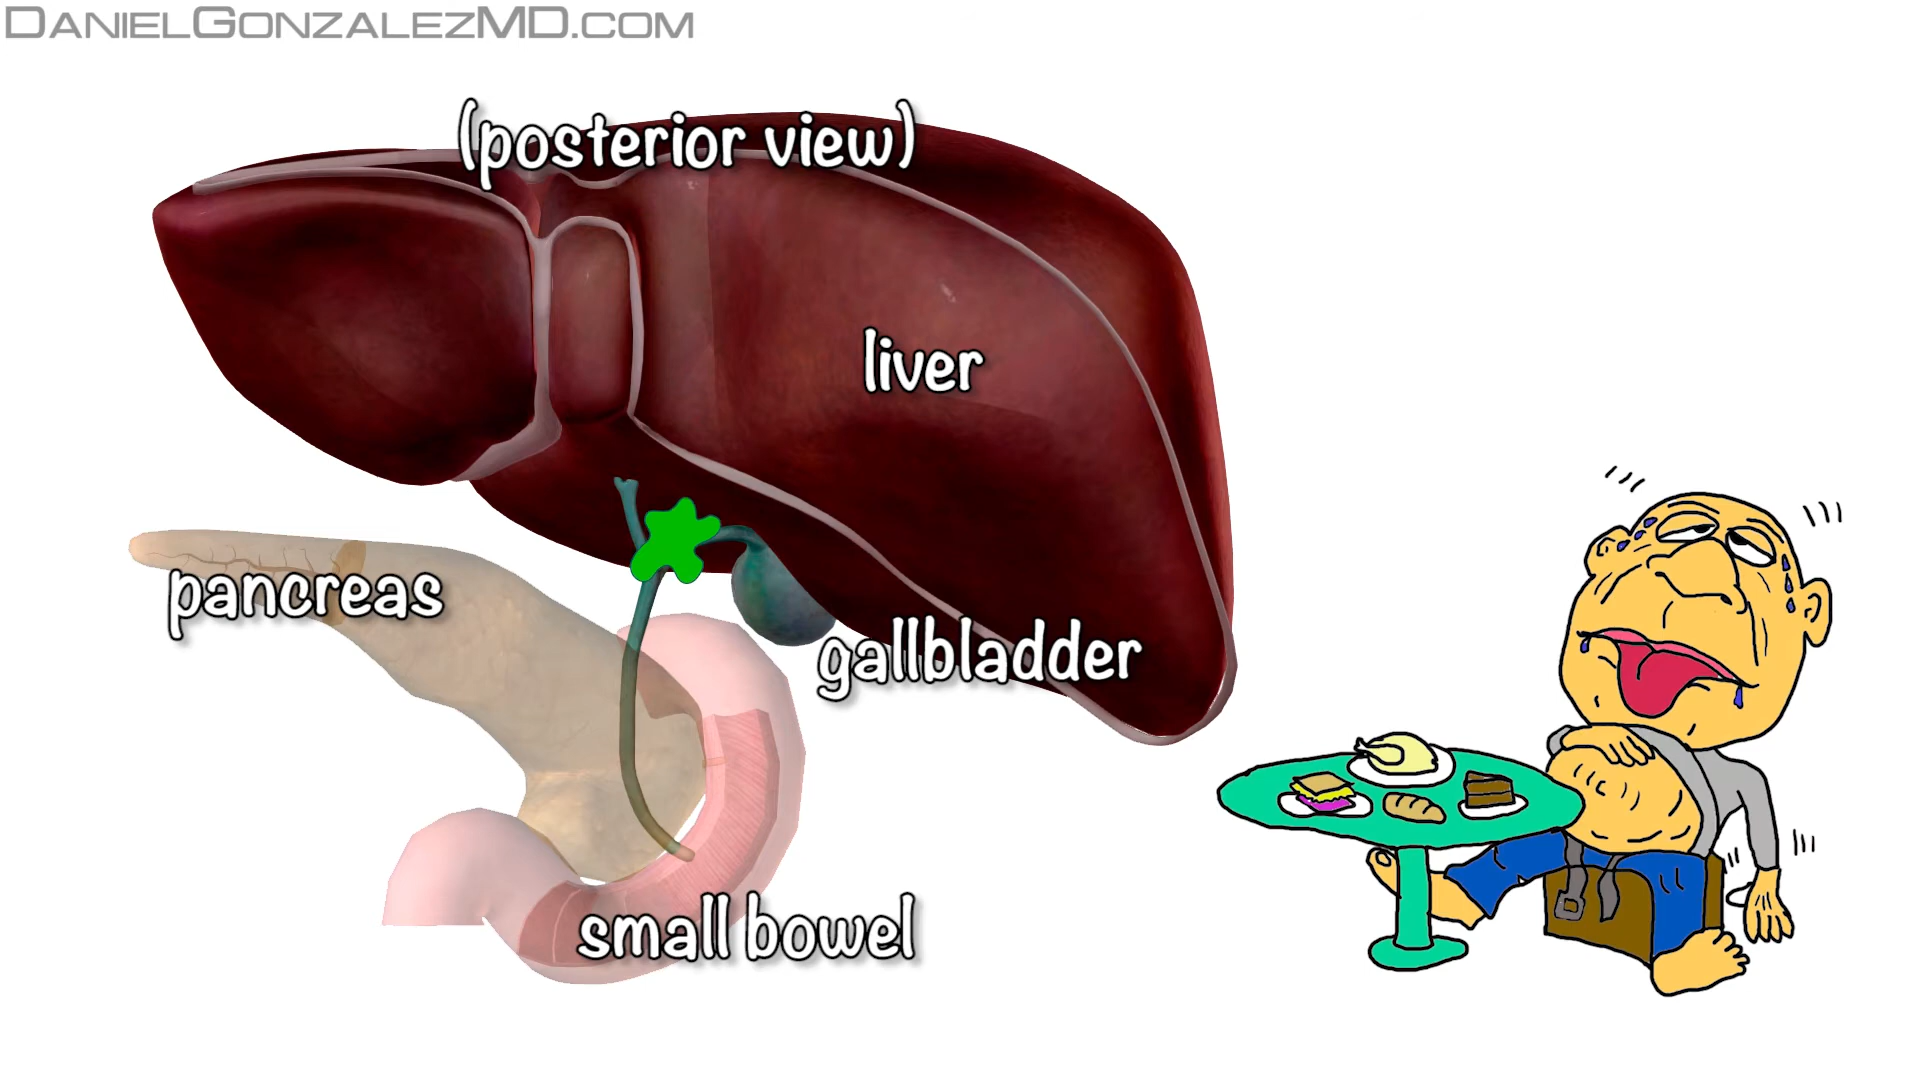 DANIELGONZALEZMD.COM
(posterior view)
liver
pancreas
gallbladder
small bowel